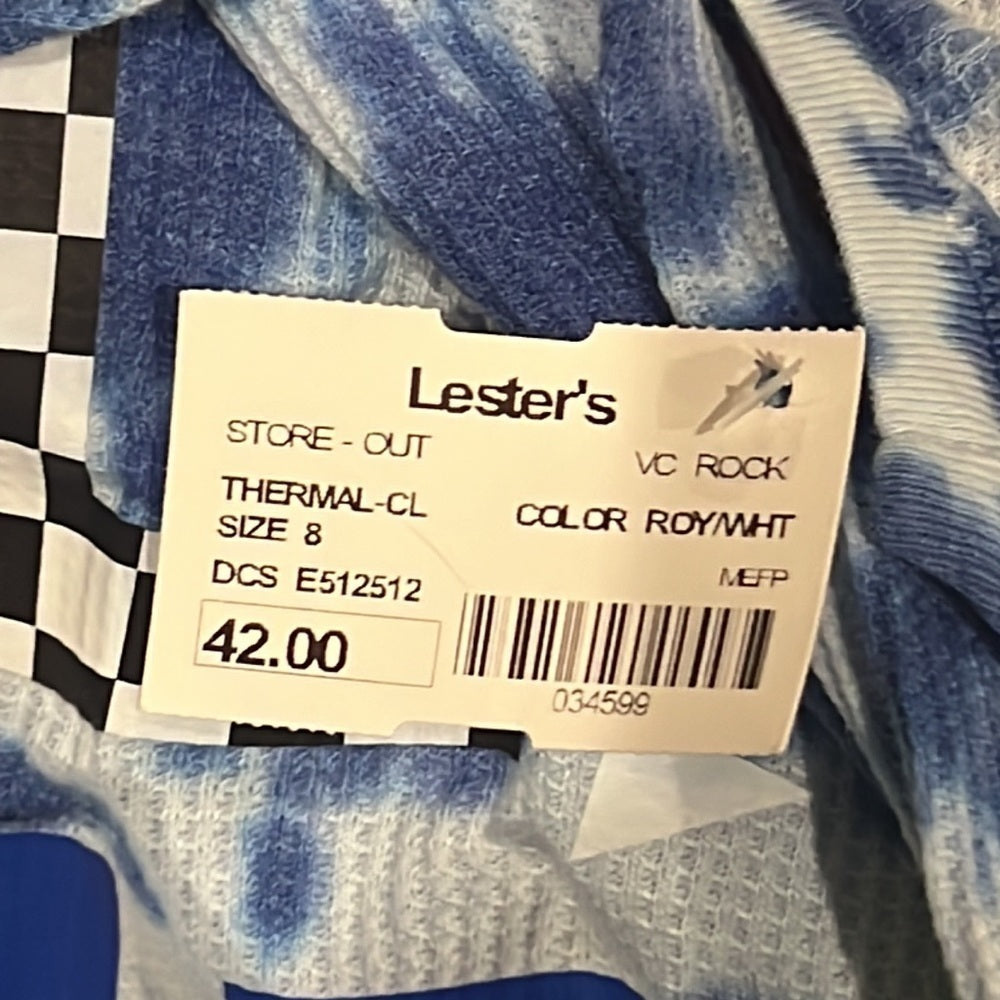 Lester's
STORE - OUT
VC ROCK
THERMAL-CL
COLOR ROY/WHT
SIZE 8
DCS E512512
MEFP
42.00
034599